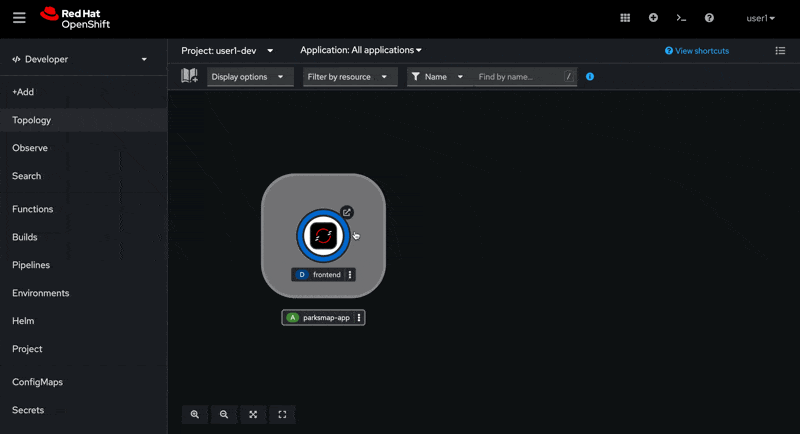 Red Hat
OpenShift
user1
Developer
+Add
Topology
Observe
Search
Functions
Builds
Pipelines
Environments
Helm
Project
ConfigMaps
Secrets
Project: user1-dev
Application: All applications
View shortcuts
Display options
Filter by resource
Name
Find by name...
/
D frontend
A parksmap-app